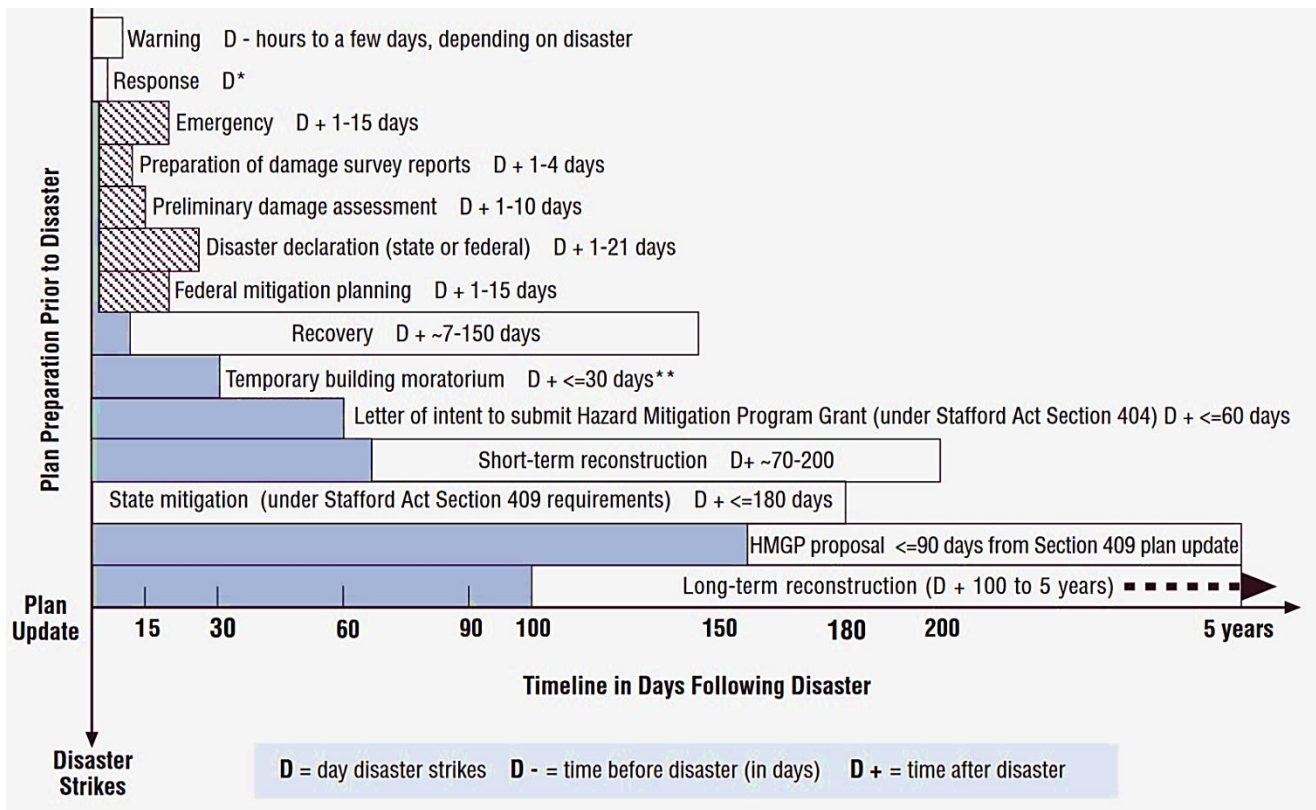 Warning D - hours to a few days, depending on disaster
Response D*
Emergency D + 1-15 days
Preparation of damage survey reports D + 1-4 days
Preliminary damage assessment D + 1-10 days
Disaster declaration (state or federal) D + 1-21 days
Federal mitigation planning D + 1-15 days
Recovery D + ~7-150 days
Temporary building moratorium D + <=30 days**
Letter of intent to submit Hazard Mitigation Program Grant (under Stafford Act Section 404) D + <=60 days
Short-term reconstruction D+ ~70-200
State mitigation (under Stafford Act Section 409 requirements) D + <=180 days
HMGP proposal <=90 days from Section 409 plan update
Long-term reconstruction (D + 100 to 5 years)
Plan Preparation Prior to Disaster
Plan
Update
15 30 60 90 100 150 180 200 5 years
Timeline in Days Following Disaster
Disaster
Strikes
D = day disaster strikes D - = time before disaster (in days) D + = time after disaster